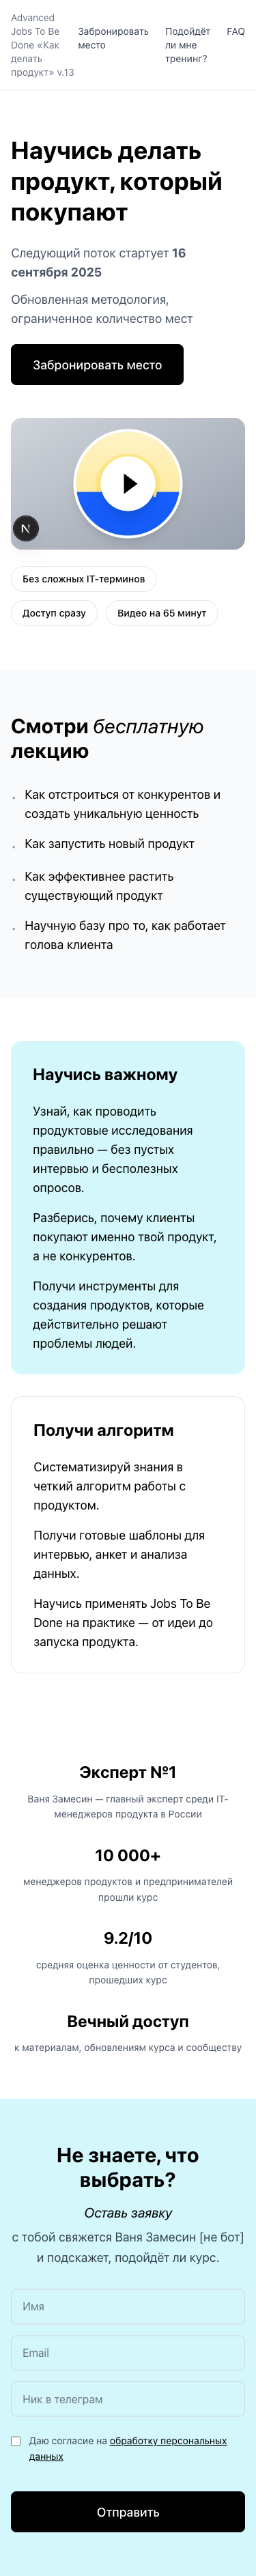 Advanced
Jobs To Be
Done «Как
делать
продукт» v.13
Забронировать
место
Подойдёт
ли мне
тренинг?
FAQ
Научись делать
продукт, который
покупают
Следующий поток стартует 16
сентября 2025
Обновленная методология,
ограниченное количество мест
Забронировать место
N
Без сложных IT-терминов
Доступ сразу
Видео на 65 минут
Смотри бесплатную
лекцию
Как отстроиться от конкурентов и
создать уникальную ценность
Как запустить новый продукт
Как эффективнее растить
существующий продукт
Научную базу про то, как работает
голова клиента
Научись важному
Узнай, как проводить
продуктовые исследования
правильно — без пустых
интервью и бесполезных
опросов.
Разберись, почему клиенты
покупают именно твой продукт,
а не конкурентов.
Получи инструменты для
создания продуктов, которые
действительно решают
проблемы людей.
Получи алгоритм
Систематизируй знания в
четкий алгоритм работы с
продуктом.
Получи готовые шаблоны для
интервью, анкет и анализа
данных.
Научись применять Jobs To Be
Done на практике — от идеи до
запуска продукта.
Эксперт №1
Ваня Замесин — главный эксперт среди IT-
менеджеров продукта в России
10 000+
менеджеров продуктов и предпринимателей
прошли курс
9.2/10
средняя оценка ценности от студентов,
прошедших курс
Вечный доступ
к материалам, обновлениям курса и сообществу
Не знаете, что
выбрать?
Оставь заявку
с тобой свяжется Ваня Замесин [не бот]
и подскажет, подойдёт ли курс.
Имя
Email
Ник в телеграм
Даю согласие на обработку персональных
данных
Отправить